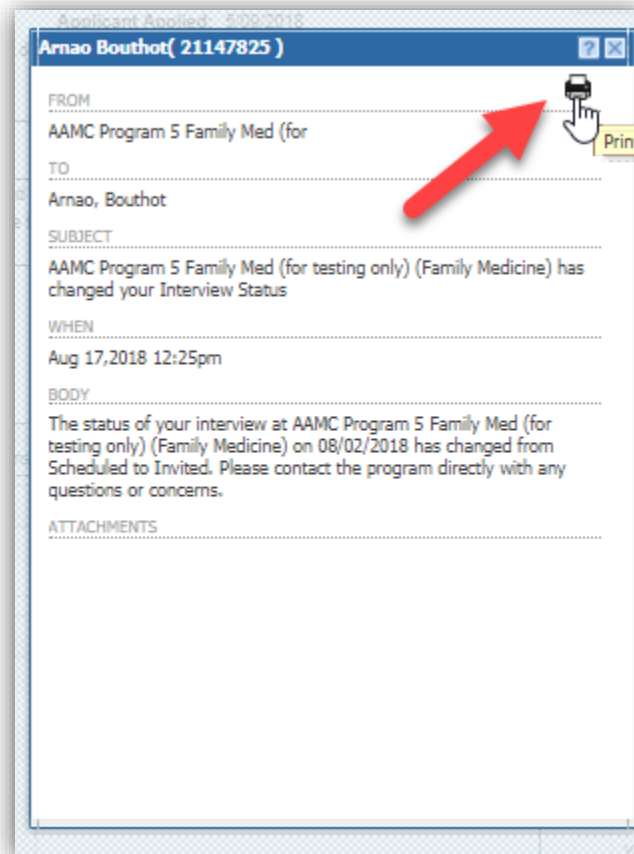 Applicant Applied: 5/09/2018
Arnao Bouthot( 21147825 )
FROM
AAMC Program 5 Family Med (for
Prin
TO
Arnao, Bouthot
SUBJECT
AAMC Program 5 Family Med (for testing only) (Family Medicine) has
changed your Interview Status
WHEN
Aug 17,2018 12:25pm
BODY
The status of your interview at AAMC Program 5 Family Med (for
testing only) (Family Medicine) on 08/02/2018 has changed from
Scheduled to Invited. Please contact the program directly with any
questions or concerns.
ATTACHMENTS